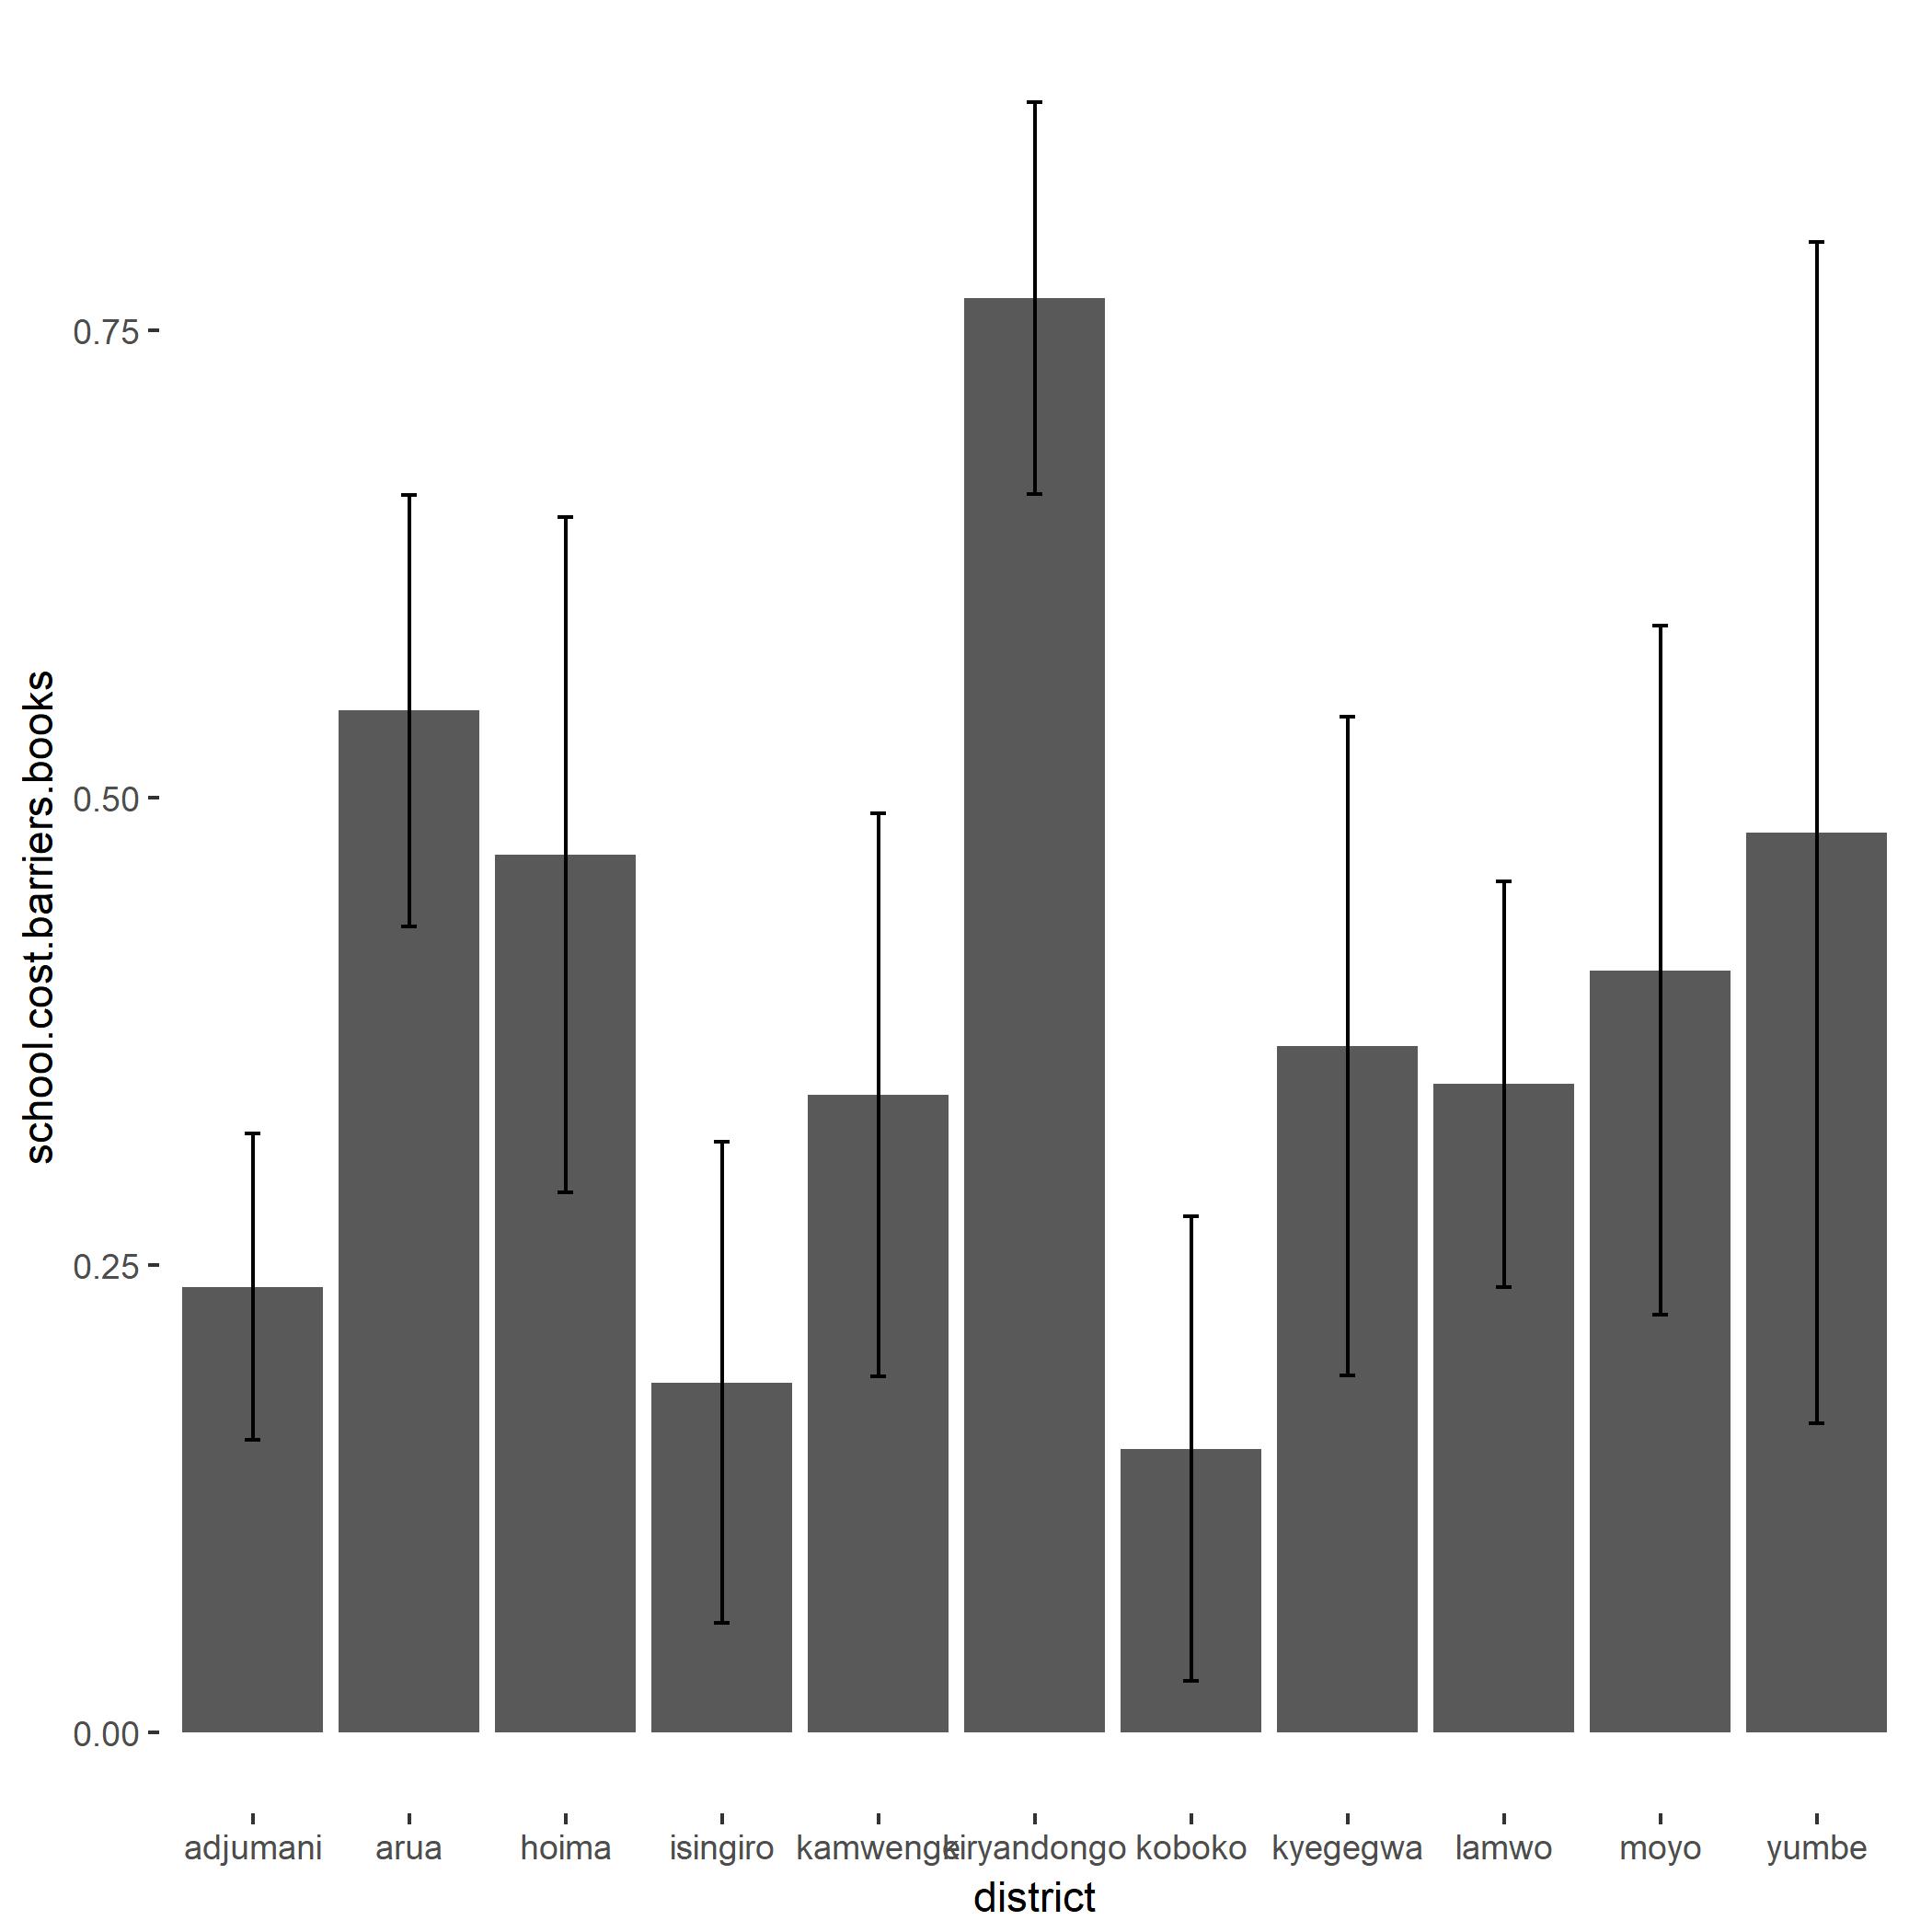 school.cost.barriers.books
0.75
0.50
0.25
0.00
adjumani arua hoima isingiro kamwenge kiryandongo koboko kyegegwa lamwo moyo yumbe
district